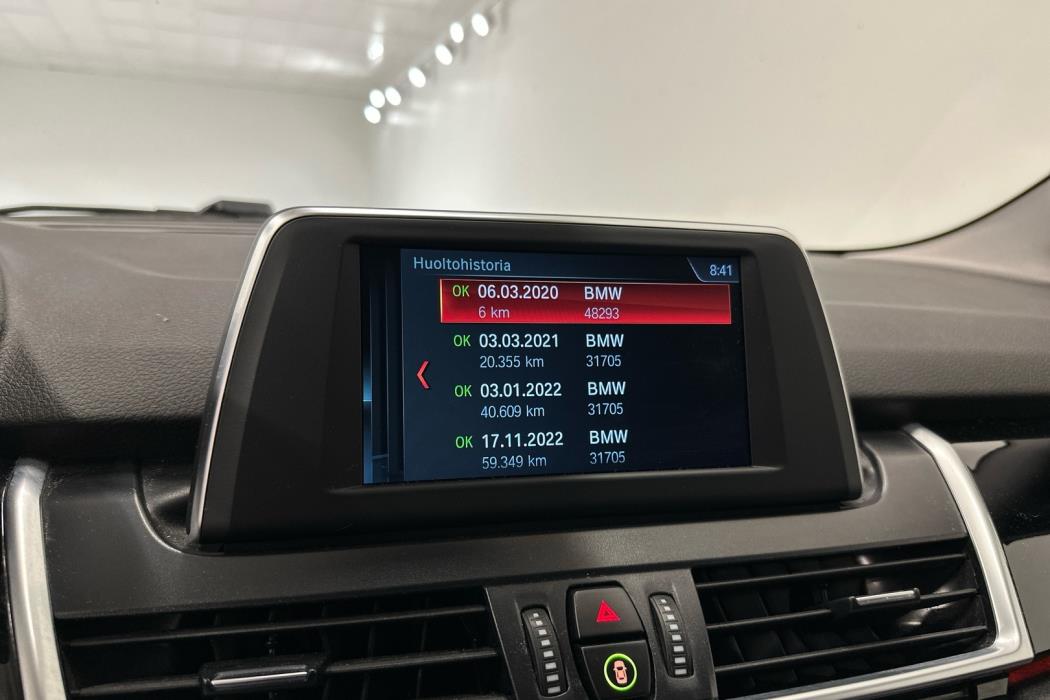 Huoltohistoria 8:41
OK 06.03.2020 BMW
6 km 48293
OK 03.03.2021 BMW
20.355 km 31705
OK 03.01.2022 BMW
40.609 km 31705
OK 17.11.2022 BMW
59.349 km 31705